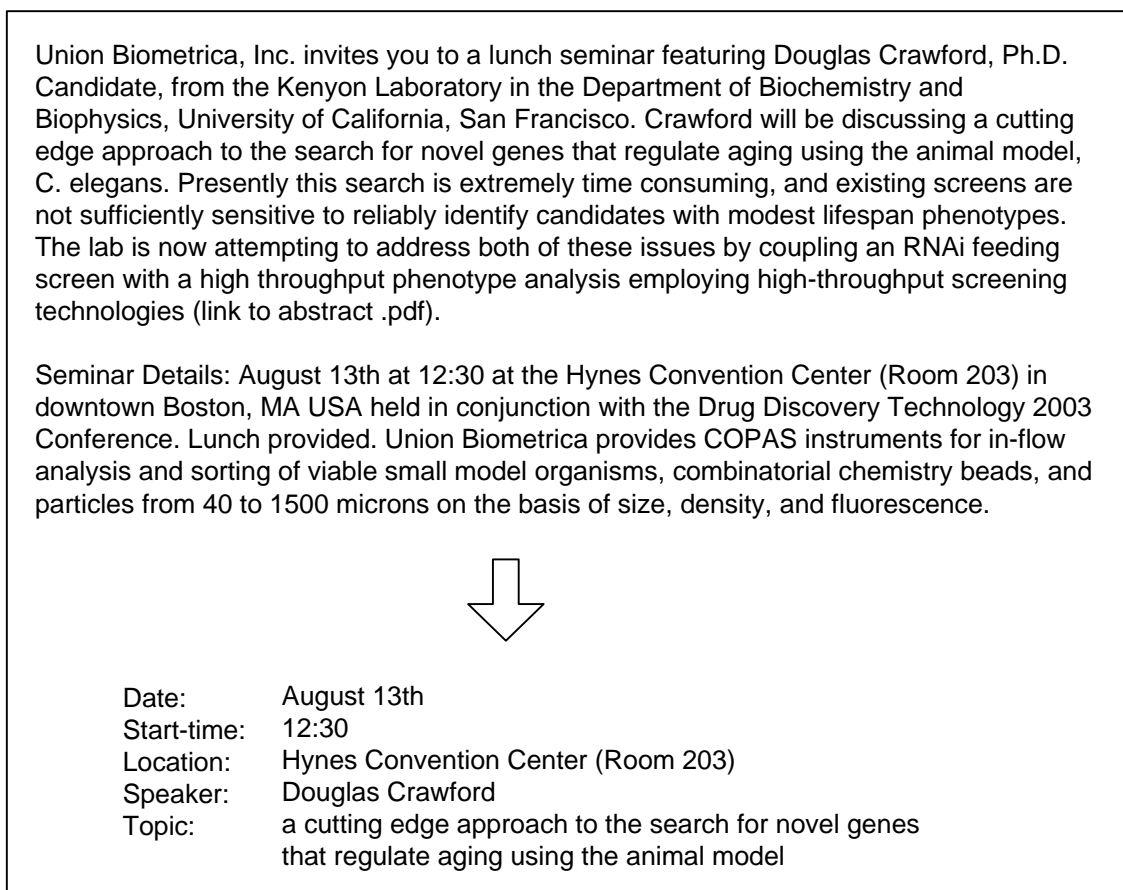 Union Biometrica, Inc. invites you to a lunch seminar featuring Douglas Crawford, Ph.D.
Candidate, from the Kenyon Laboratory in the Department of Biochemistry and
Biophysics, University of California, San Francisco. Crawford will be discussing a cutting
edge approach to the search for novel genes that regulate aging using the animal model,
C. elegans. Presently this search is extremely time consuming, and existing screens are
not sufficiently sensitive to reliably identify candidates with modest lifespan phenotypes.
The lab is now attempting to address both of these issues by coupling an RNAi feeding
screen with a high throughput phenotype analysis employing high-throughput screening
technologies (link to abstract .pdf).
Seminar Details: August 13th at 12:30 at the Hynes Convention Center (Room 203) in
downtown Boston, MA USA held in conjunction with the Drug Discovery Technology 2003
Conference. Lunch provided. Union Biometrica provides COPAS instruments for in-flow
analysis and sorting of viable small model organisms, combinatorial chemistry beads, and
particles from 40 to 1500 microns on the basis of size, density, and fluorescence.
Date: August 13th
Start-time: 12:30
Location: Hynes Convention Center (Room 203)
Speaker: Douglas Crawford
Topic: a cutting edge approach to the search for novel genes
that regulate aging using the animal model